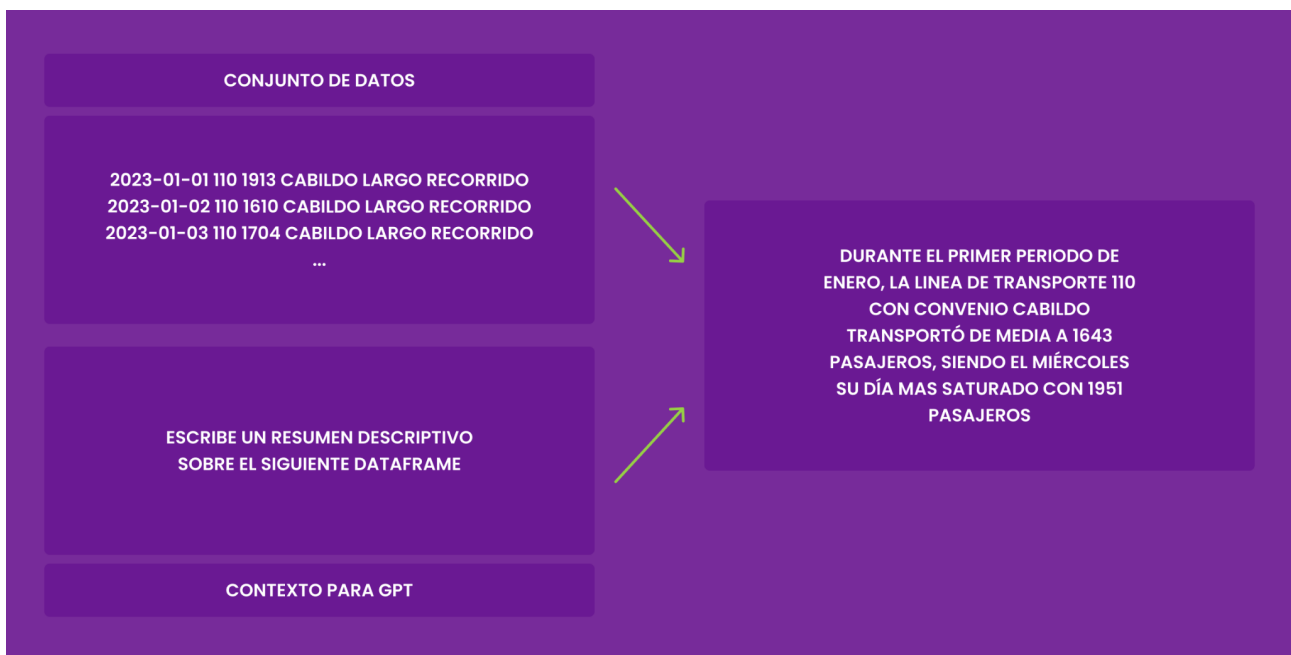 CONJUNTO DE DATOS
2023-01-01 110 1913 CABILDO LARGO RECORRIDO
2023-01-02 110 1610 CABILDO LARGO RECORRIDO
2023-01-03 110 1704 CABILDO LARGO RECORRIDO
...
ESCRIBE UN RESUMEN DESCRIPTIVO
SOBRE EL SIGUIENTE DATAFRAME
CONTEXTO PARA GPT
DURANTE EL PRIMER PERIODO DE
ENERO, LA LINEA DE TRANSPORTE 110
CON CONVENIO CABILDO
TRANSPORTÓ DE MEDIA A 1643
PASAJEROS, SIENDO EL MIÉRCOLES
SU DÍA MAS SATURADO CON 1951
PASAJEROS